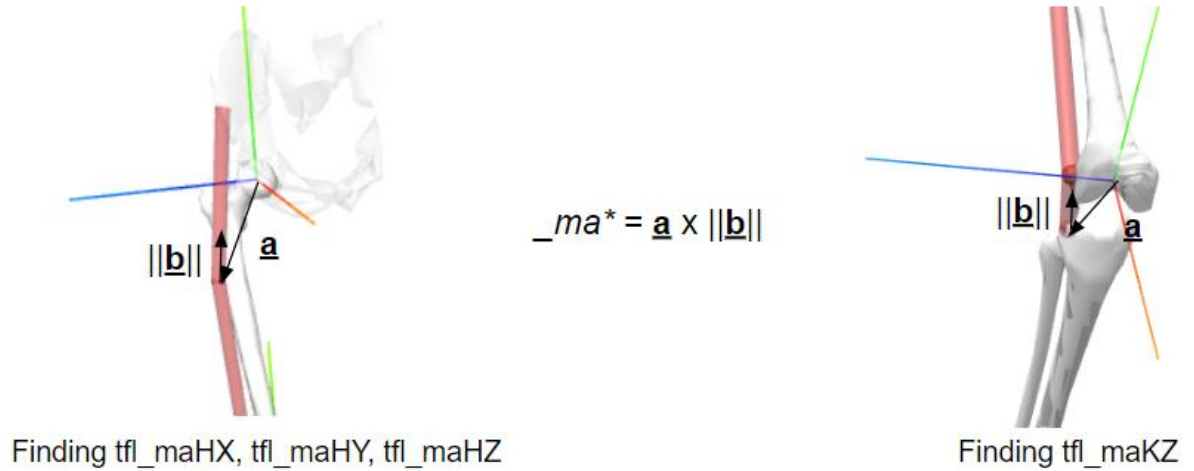 ||b||
a
_ma* = a x ||b||
||b||
a
Finding tfl_maHX, tfl_maHY, tfl_maHZ
Finding tfl_maKZ